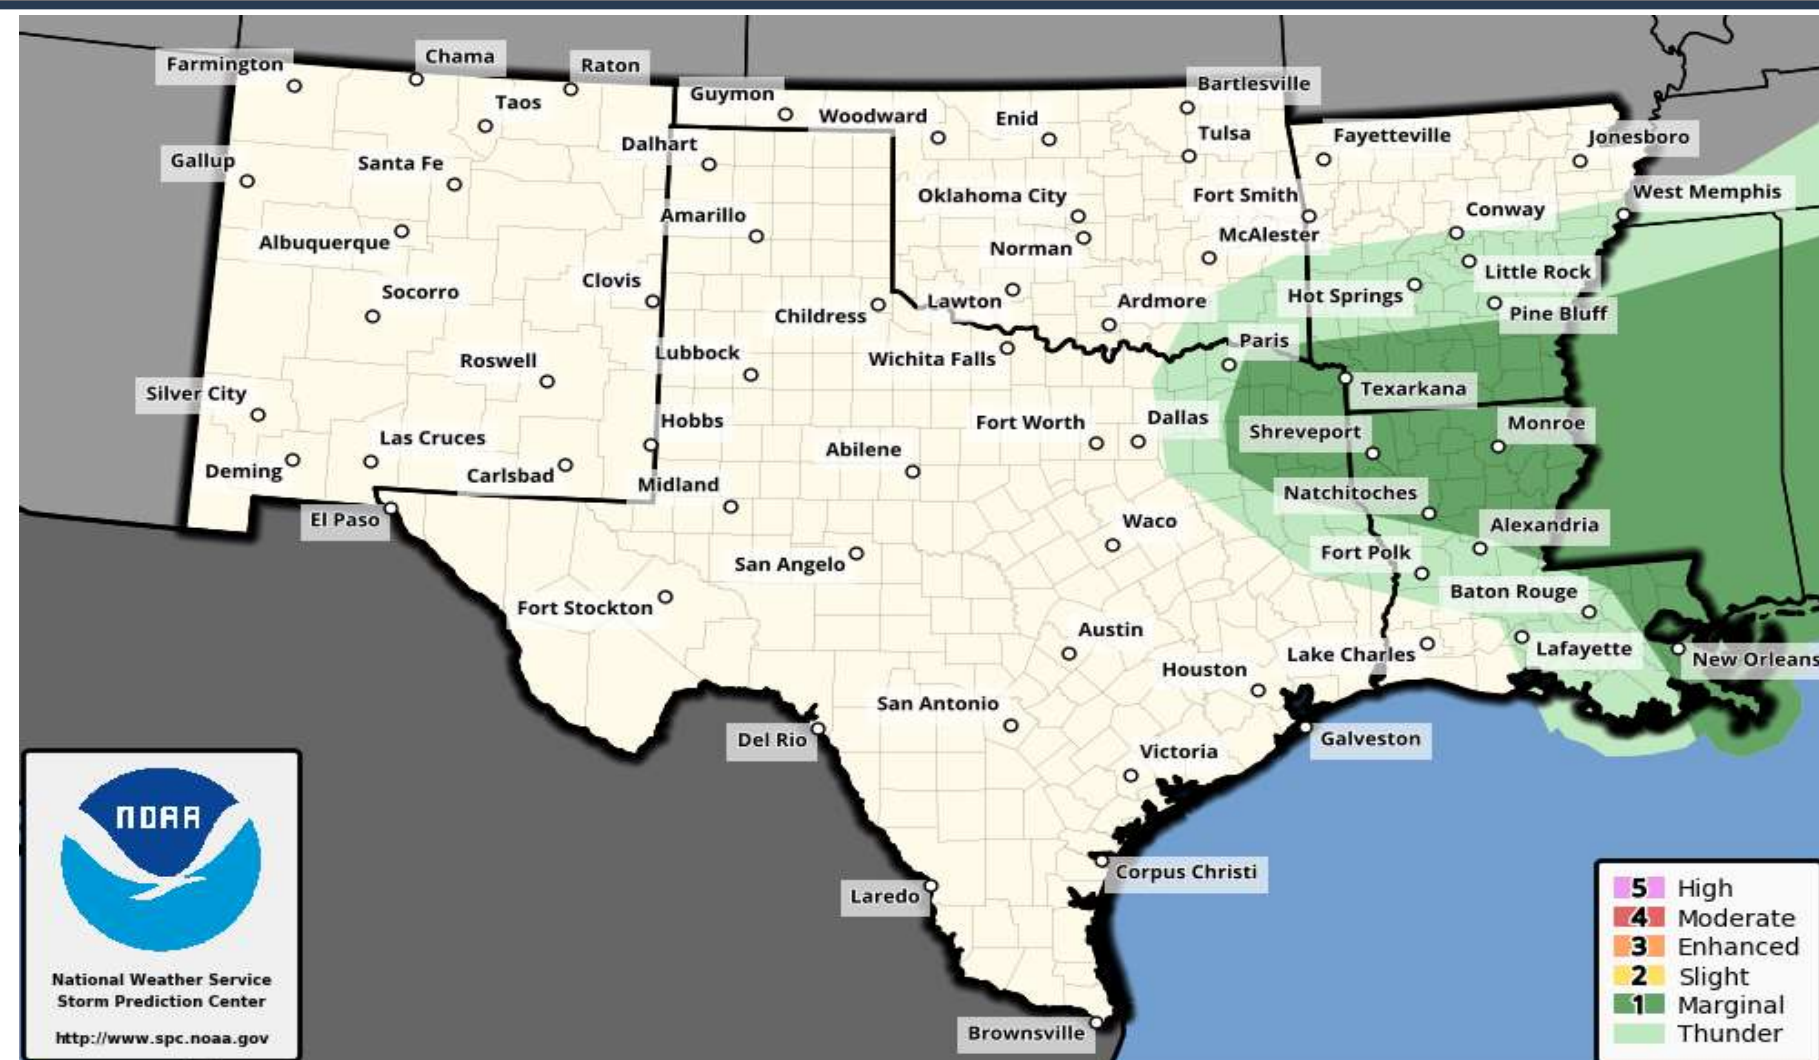 Chama
Raton
Farmington
Taos
Guymon
Woodward
Enid
Bartlesville
Tulsa
Fayetteville
Jonesboro
Gallup
Santa Fe
Dalhart
Oklahoma City
Fort Smith
Conway
West Memphis
Albuquerque
Amarillo
Norman
McAlester
Socorro
Clovis
Childress
Lawton
Ardmore
Hot Springs
Little Rock
Pine Bluff
Roswell
Lubbock
Wichita Falls
Paris
Silver City
Texarkana
Las Cruces
Hobbs
Fort Worth
Dallas
Shreveport
Monroe
Deming
Carlsbad
Midland
Abilene
Natchitoches
El Paso
San Angelo
Waco
Alexandria
Fort Polk
Fort Stockton
Baton Rouge
Austin
Houston
Lake Charles
Lafayette
New Orleans
San Antonio
Del Rio
Victoria
Galveston
Corpus Christi
Laredo
Brownsville
NOAA
National Weather Service
Storm Prediction Center
http://www.spc.noaa.gov
5 High
4 Moderate
3 Enhanced
2 Slight
1 Marginal
Thunder